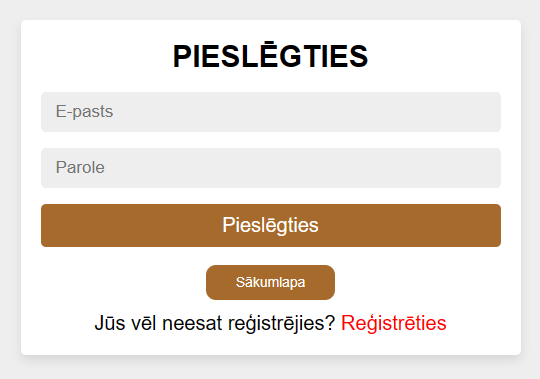 PIESLĒGTIES
E-pasts
Parole
Pieslēgties
Sākumlapa
Jūs vēl neesat reģistrējies? Reģistrēties